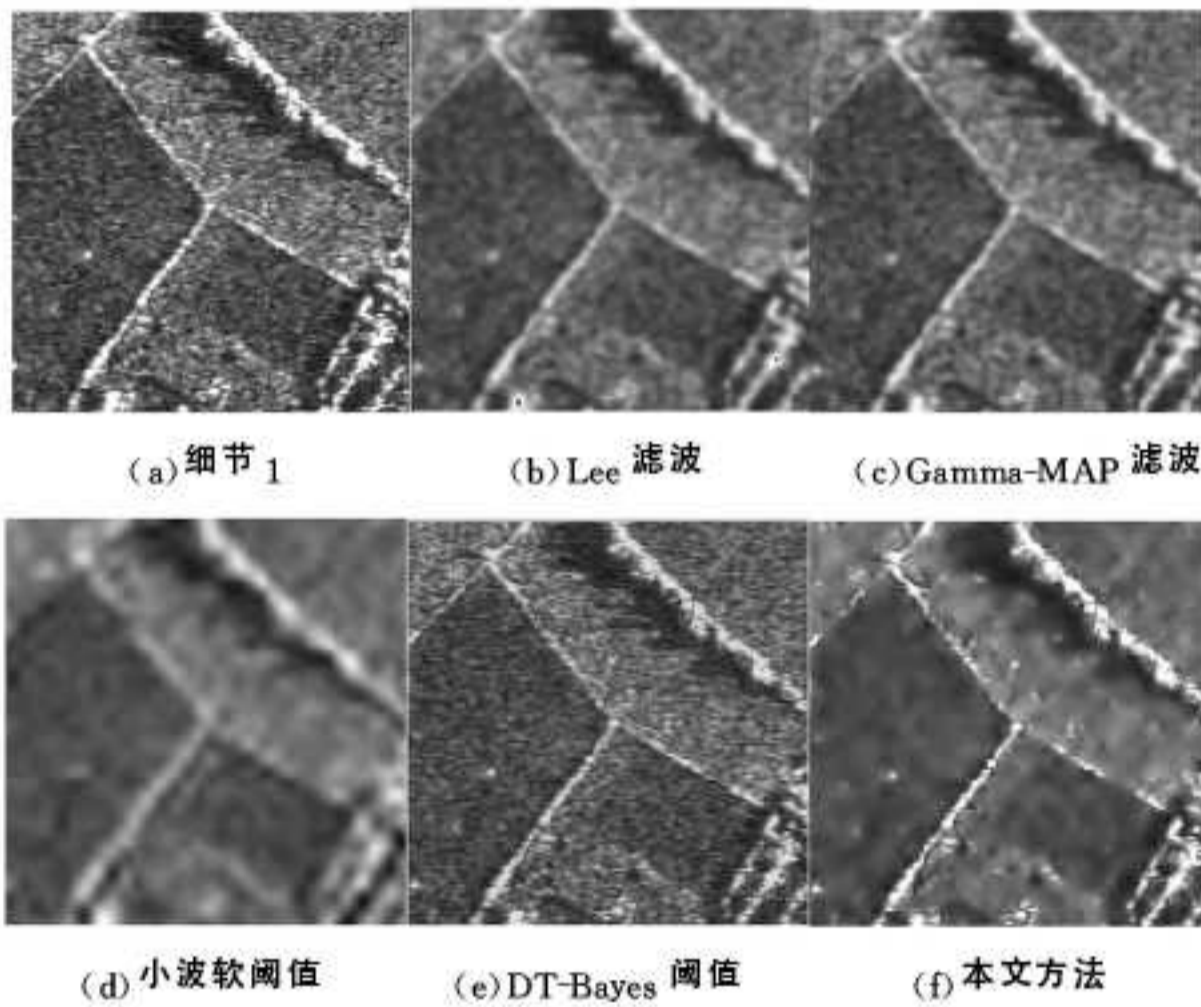 (a)细节 1
(b)Lee 滤波
(c)Gamma-MAP 滤波
(d)小波软阈值
(e)DT-Bayes 阈值
(f)本文方法